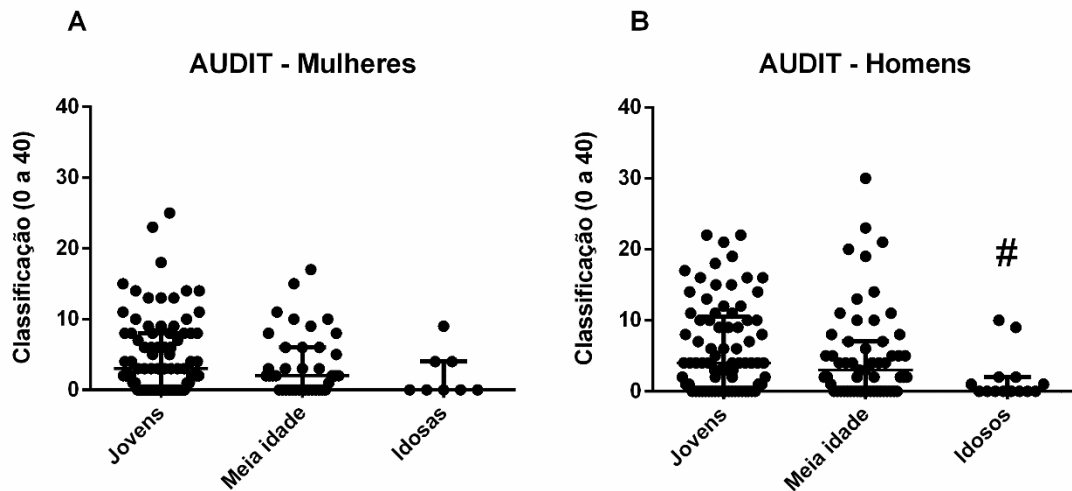 A
AUDIT - Mulheres
Classificação (0 a 40)
40
30
20
10
0
Jovens
Meia idade
Idosas
B
AUDIT - Homens
Classificação (0 a 40)
40
30
20
10
0
#
Jovens
Meia idade
Idosos